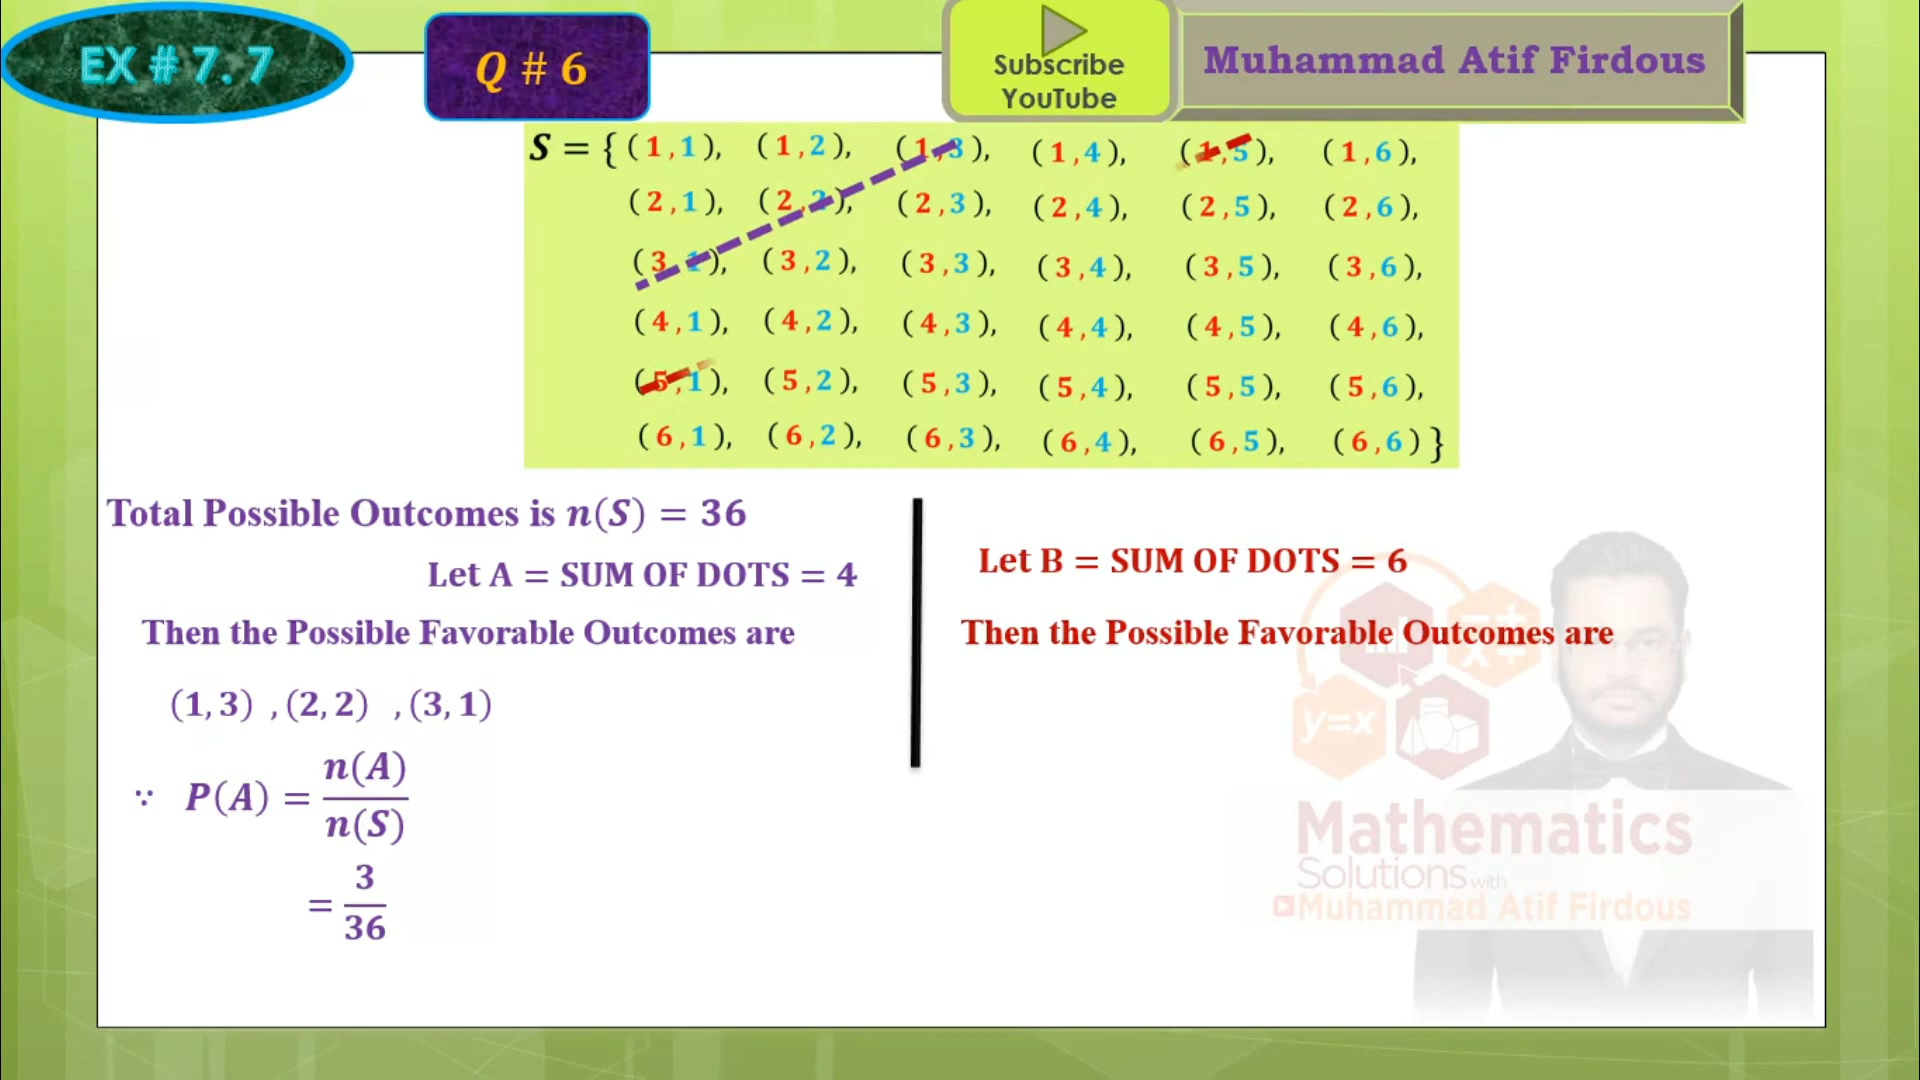 EX # 7. 7
Q # 6
Subscribe
YouTube
Muhammad Atif Firdous
S = { (1,1), (1,2), (1,3), (1,4), (1,5), (1,6),
(2,1), (2,2), (2,3), (2,4), (2,5), (2,6),
(3,1), (3,2), (3,3), (3,4), (3,5), (3,6),
(4,1), (4,2), (4,3), (4,4), (4,5), (4,6),
(5,1), (5,2), (5,3), (5,4), (5,5), (5,6),
(6,1), (6,2), (6,3), (6,4), (6,5), (6,6) }
Total Possible Outcomes is n(S) = 36
Let A = SUM OF DOTS = 4
Then the Possible Favorable Outcomes are
(1,3) ,(2,2) ,(3,1)
∵ P(A) = n(A)/n(S)
= 3/36
Let B = SUM OF DOTS = 6
Then the Possible Favorable Outcomes are
y=x
Mathematics
Solutions with
Muhammad Atif Firdous